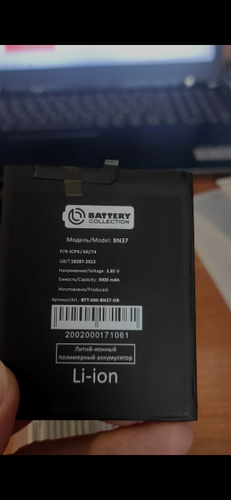 BATTERY
COLLECTION
Модель/Model: BN37
P/N ICP4/60/74
GB/T 18287-2013
Напряжение/Voltage 3.85 V
Емкость/Capacity 3000 mAh
Изготовлено/Produced
Артикул/Art. BTT-XMI-BN37-OR
2002000171061
Литий-ионный
полимерный аккумулятор
Li-ion